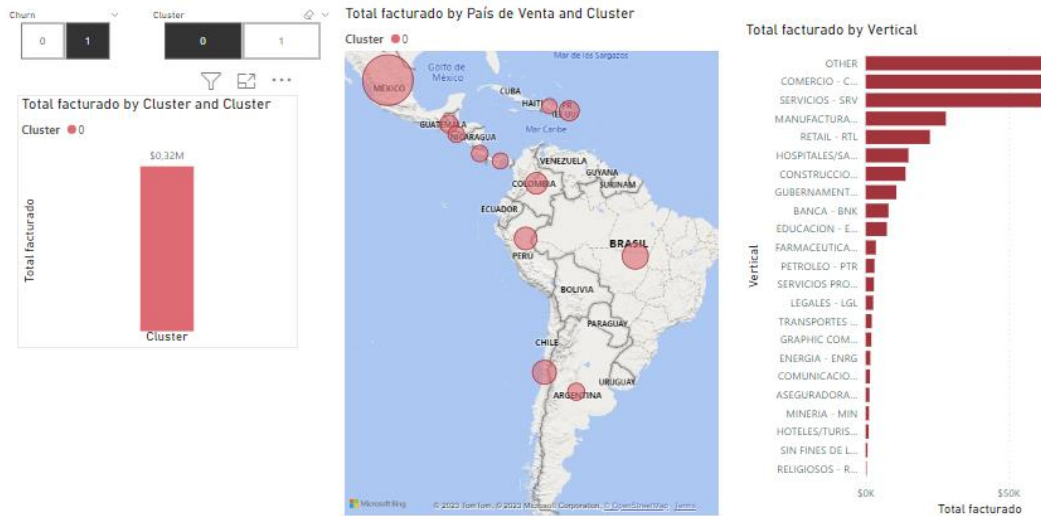 Churn
0 1
Cluster
0 1
Total facturado by Cluster and Cluster
Cluster 0
$0,32M
Total facturado
Cluster
Total facturado by País de Venta and Cluster
Cluster 0
Mar de los Sargazos
Golfo de
México
MÉXICO
CUBA
HAITÍ
GUATEMALA
NICARAGUA
Mar Caribe
VENEZUELA
GUYANA
SURINAM
COLOMBIA
ECUADOR
BRASIL
PERÚ
BOLIVIA
PARAGUAY
CHILE
URUGUAY
ARGENTINA
Microsoft Bing
© 2023 TomTom, © 2023 Microsoft Corporation, © OpenStreetMap Terms
Total facturado by Vertical
Vertical
OTHER
COMERCIO - C...
SERVICIOS - SRV
MANUFACTURA...
RETAIL - RTL
HOSPITALES/SA...
CONSTRUCCIO...
GUBERNAMENT...
BANCA - BNK
EDUCACION - E...
FARMACEUTICA...
PETROLEO - PTR
SERVICIOS PRO...
LEGALES - LGL
TRANSPORTES ...
GRAPHIC COM...
ENERGIA - ENRG
COMUNICACIO...
ASEGURADORA...
MINERIA - MIN
HOTELES/TURIS...
SIN FINES DE L...
RELIGIOSOS - R...
$0K $50K
Total facturado